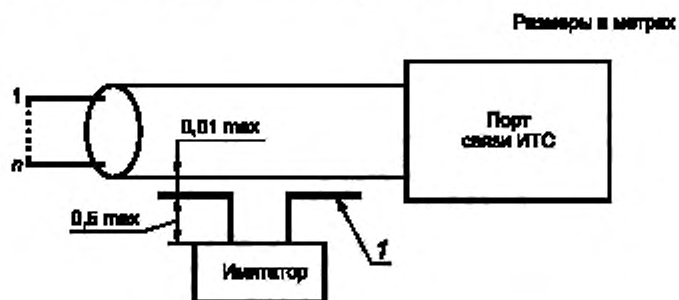 Размеры в метрах
1
n
0,01 max
Порт
связи ИТС
0,5 max
1
Имитатор